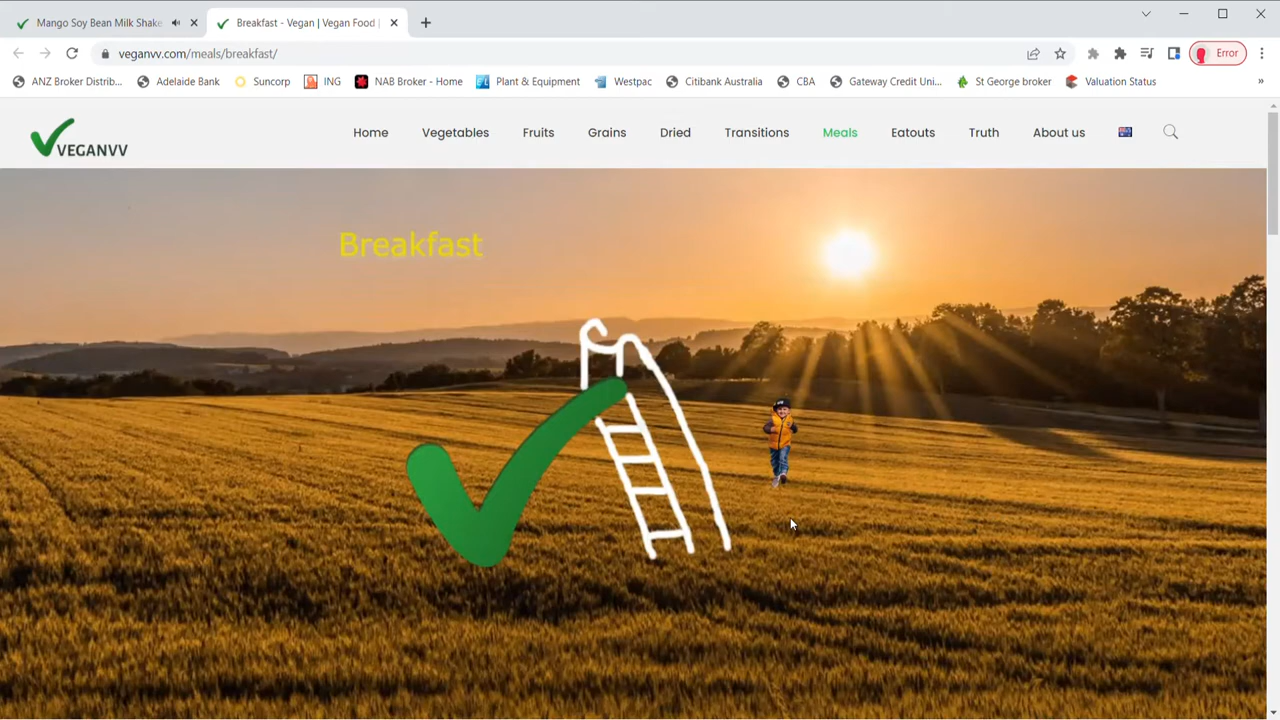 Mango Soy Bean Milk Shake
Breakfast - Vegan | Vegan Food |
veganvv.com/meals/breakfast/
Error
ANZ Broker Distrib... Adelaide Bank Suncorp ING NAB Broker - Home Plant & Equipment Westpac Citibank Australia CBA Gateway Credit Uni... St George broker Valuation Status »
VEGANVV
Home Vegetables Fruits Grains Dried Transitions Meals Eatouts Truth About us
Breakfast